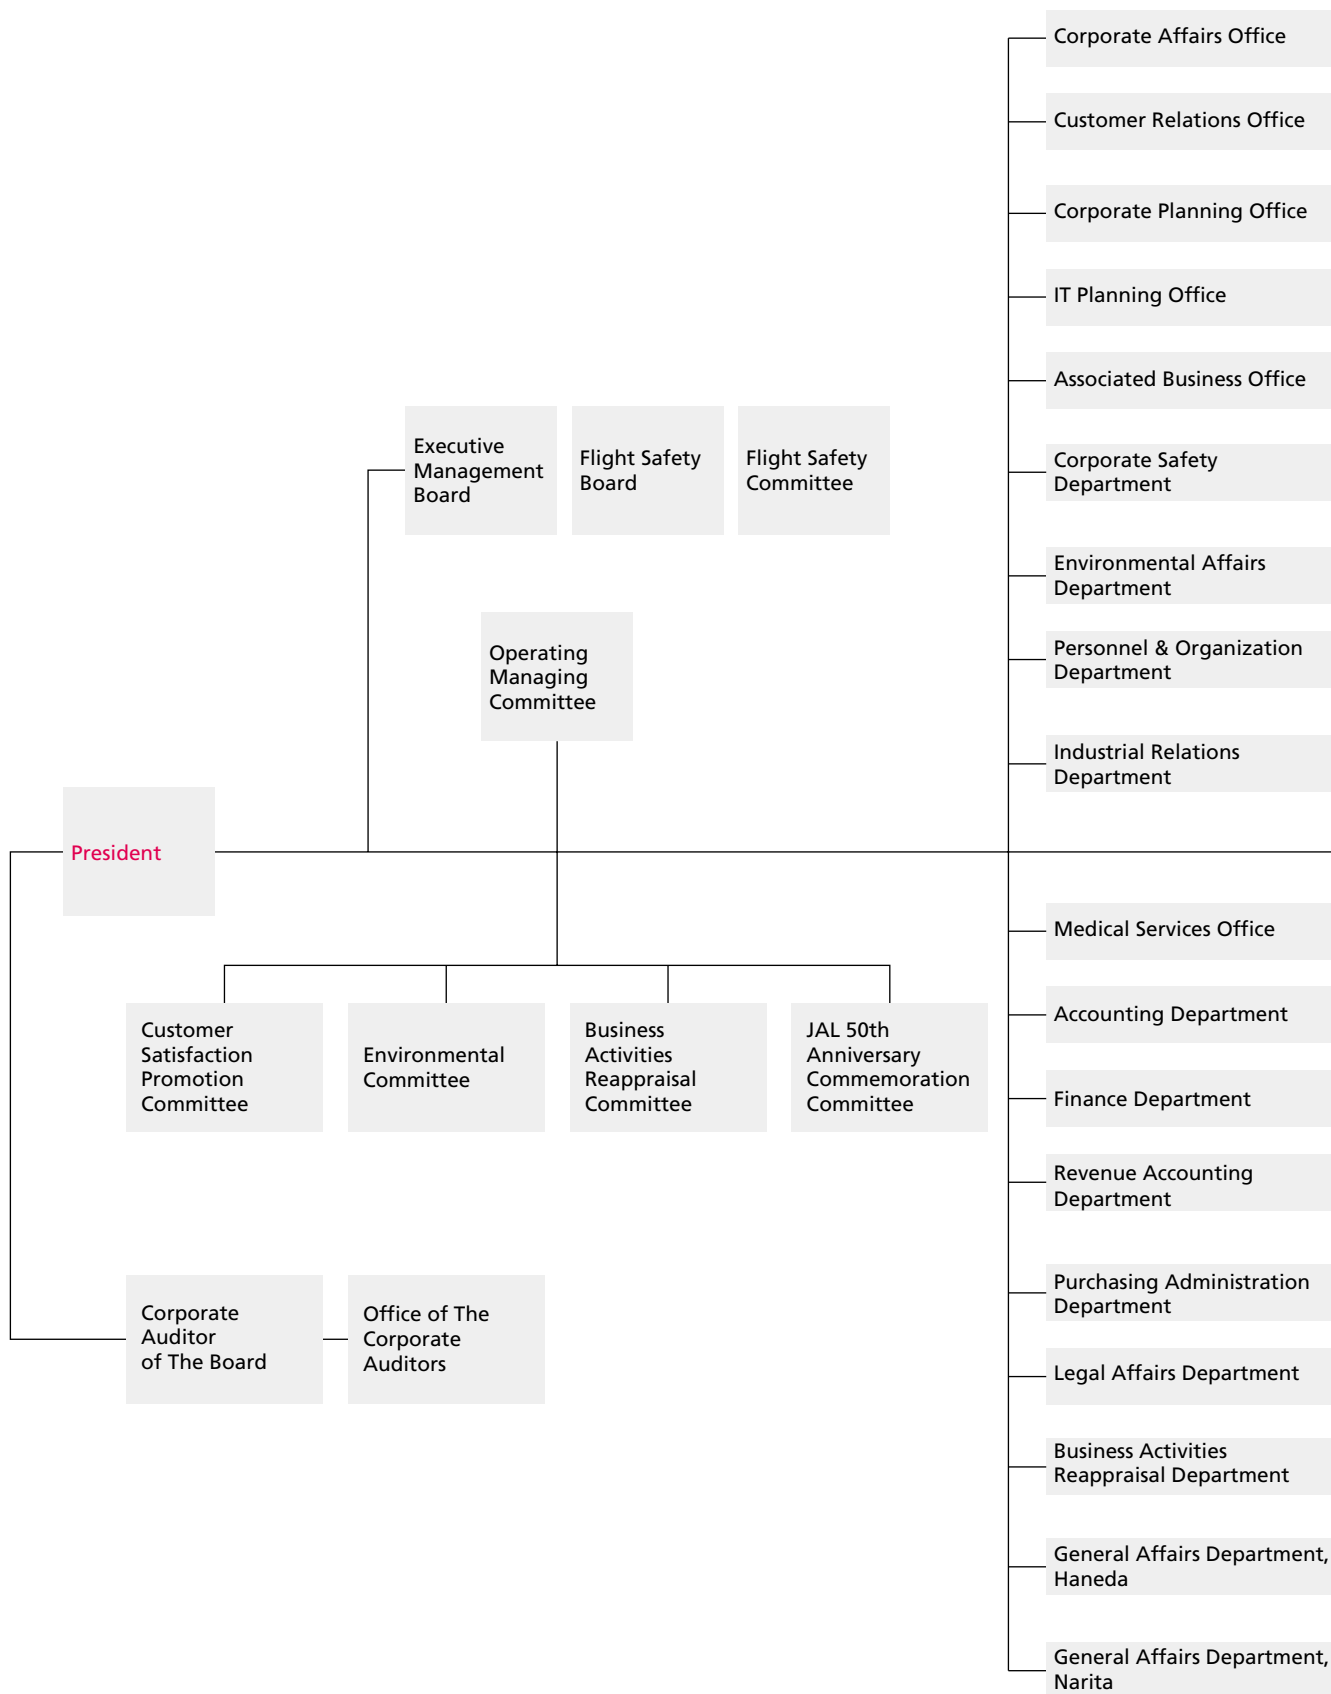 President
Executive
Management
Board
Flight Safety
Board
Flight Safety
Committee
Operating
Managing
Committee
Customer
Satisfaction
Promotion
Committee
Environmental
Committee
Business
Activities
Reappraisal
Committee
JAL 50th
Anniversary
Commemoration
Committee
Corporate
Auditor
of The Board
Office of The
Corporate
Auditors
Corporate Affairs Office
Customer Relations Office
Corporate Planning Office
IT Planning Office
Associated Business Office
Corporate Safety
Department
Environmental Affairs
Department
Personnel & Organization
Department
Industrial Relations
Department
Medical Services Office
Accounting Department
Finance Department
Revenue Accounting
Department
Purchasing Administration
Department
Legal Affairs Department
Business Activities
Reappraisal Department
General Affairs Department,
Haneda
General Affairs Department,
Narita